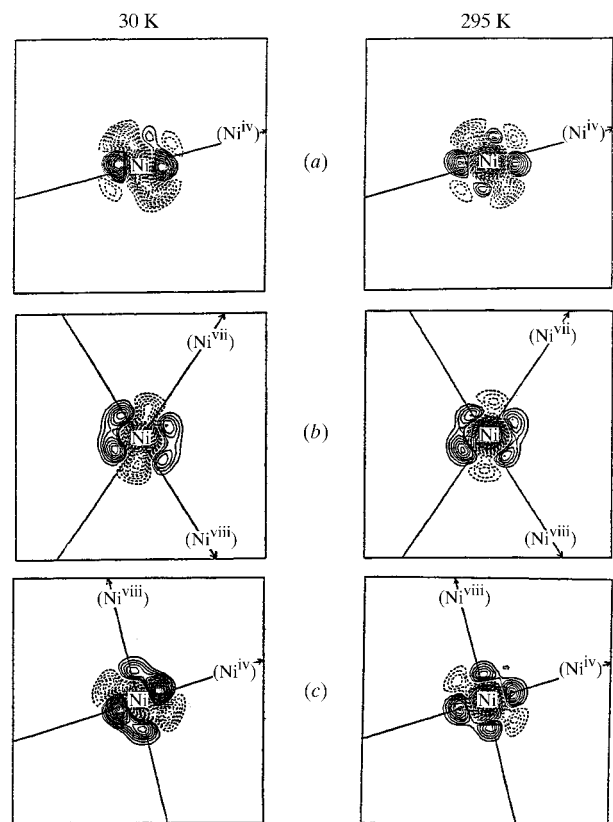 30 K 295 K
(Ni^iv) Ni (a) (Ni^iv) Ni
(Ni^vii) (Ni^vii)
Ni (b) Ni
(Ni^viii) (Ni^viii)
(Ni^viii) (Ni^viii)
(Ni^iv) (c) (Ni^iv)
Ni Ni